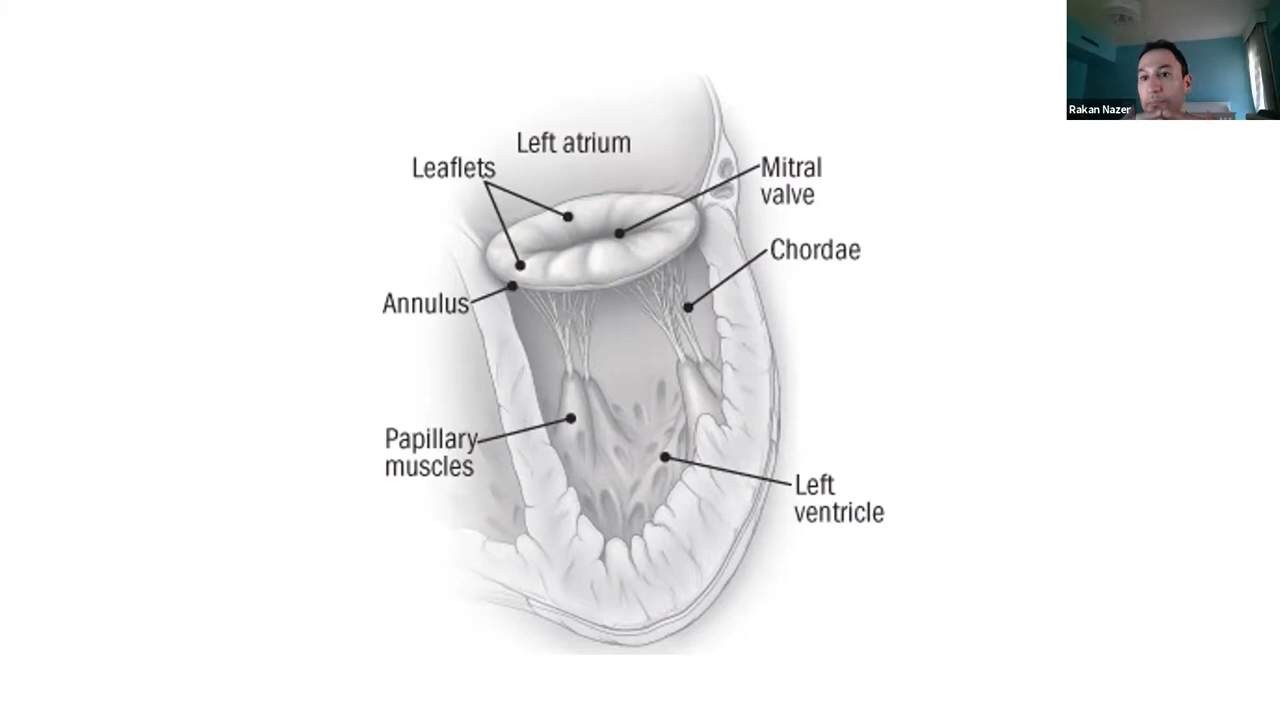 Left atrium
Leaflets
Mitral
valve
Chordae
Annulus
Papillary
muscles
Left
ventricle
Rakan Nazer